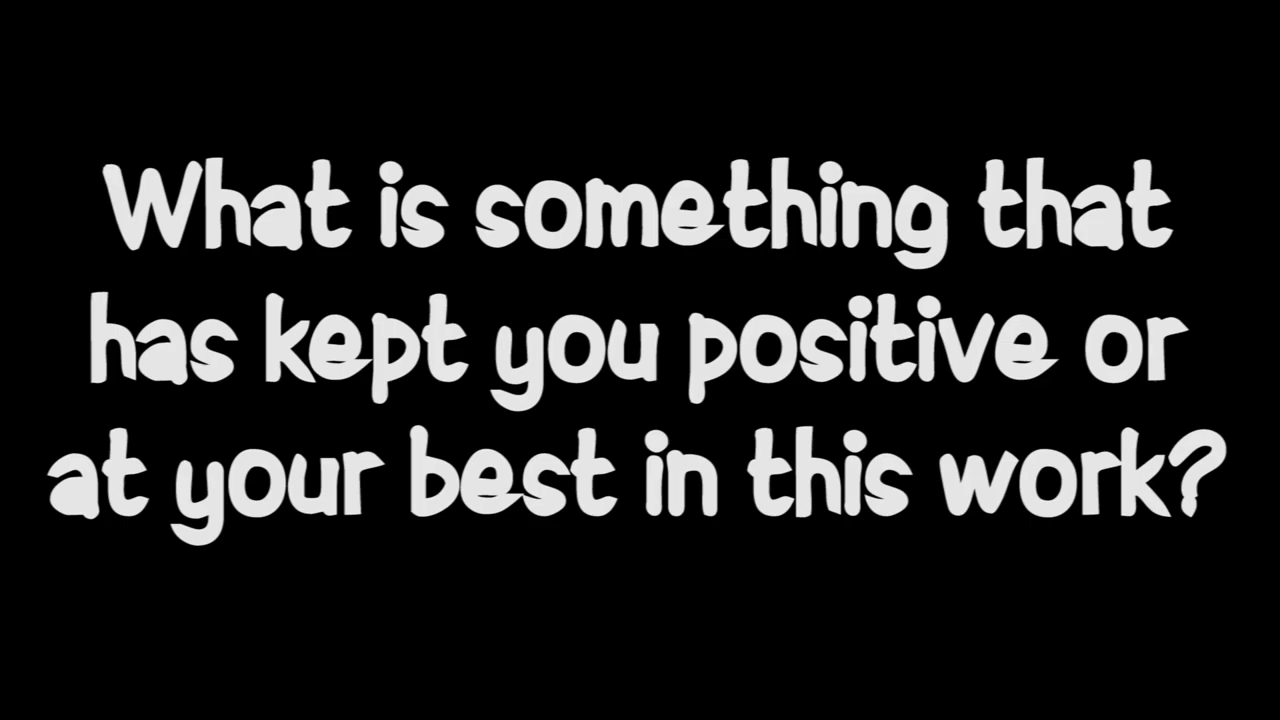 What is something that
has kept you positive or
at your best in this work?